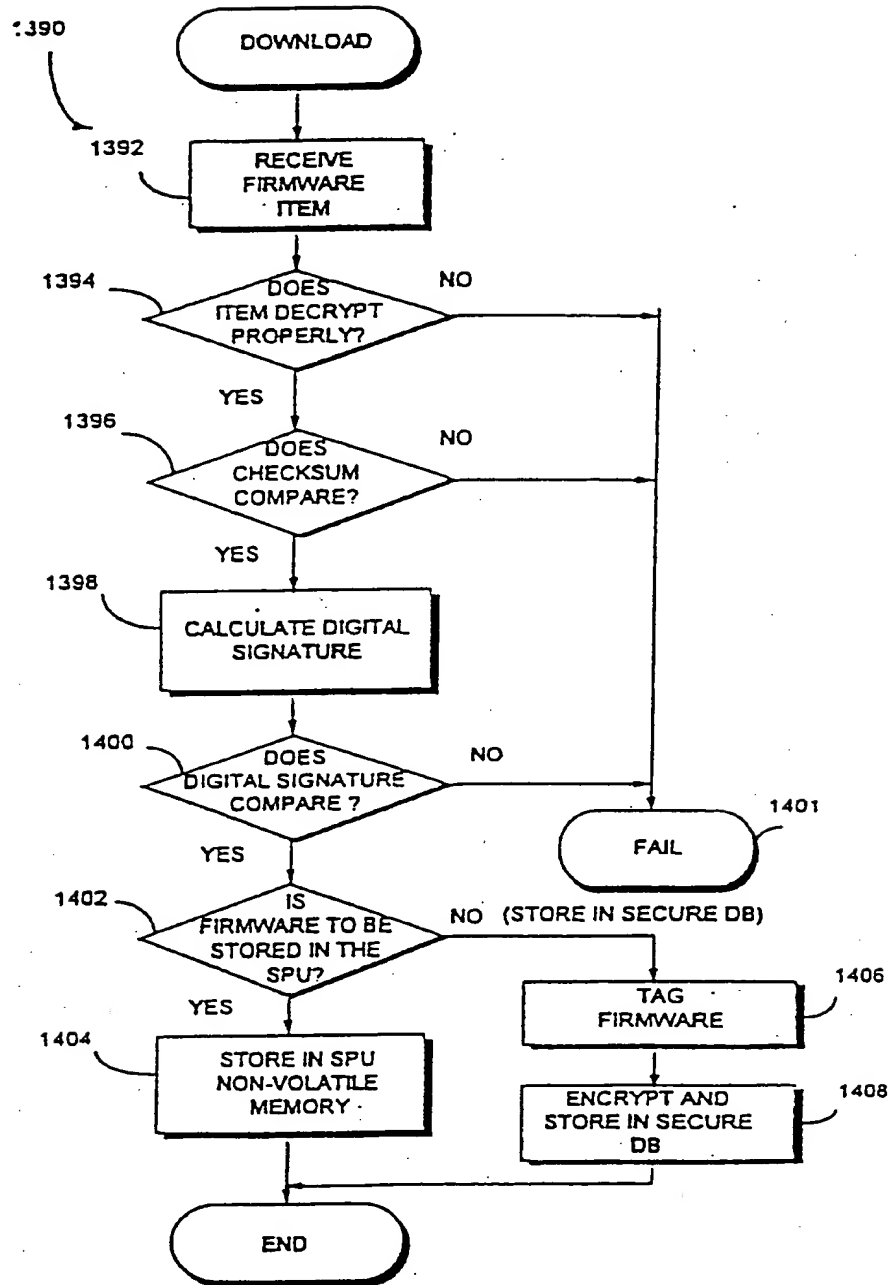 1390
DOWNLOAD
1392
RECEIVE
FIRMWARE
ITEM
1394
DOES
ITEM DECRYPT
PROPERLY?
NO
YES
1396
DOES
CHECKSUM
COMPARE?
NO
YES
1398
CALCULATE DIGITAL
SIGNATURE
1400
DOES
DIGITAL SIGNATURE
COMPARE ?
NO
1401
FAIL
YES
1402
IS
FIRMWARE TO BE
STORED IN THE
SPU?
NO (STORE IN SECURE DB)
YES
1406
TAG
FIRMWARE
1404
STORE IN SPU
NON-VOLATILE
MEMORY
1408
ENCRYPT AND
STORE IN SECURE
DB
END